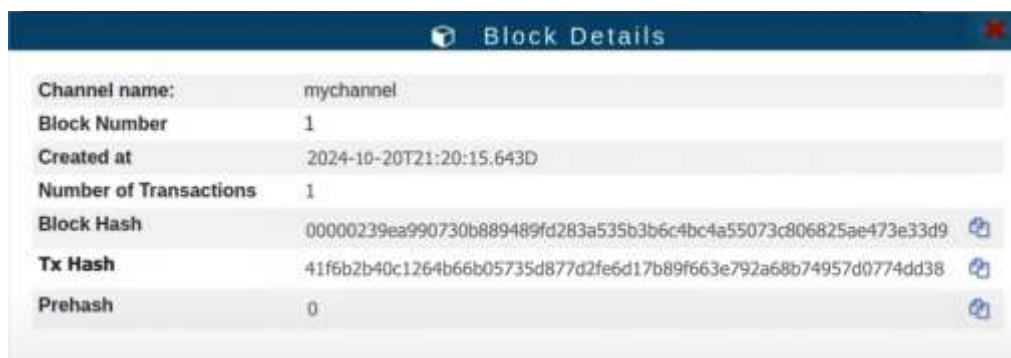 Block Details
Channel name: mychannel
Block Number 1
Created at 2024-10-20T21:20:15.643D
Number of Transactions 1
Block Hash 00000239ea990730b889489fd283a535b3b6c4bc4a55073c806825ae473e33d9
Tx Hash 41f6b2b40c1264b66b05735d877d2fe6d17b89f663e792a68b74957d0774dd38
Prehash 0